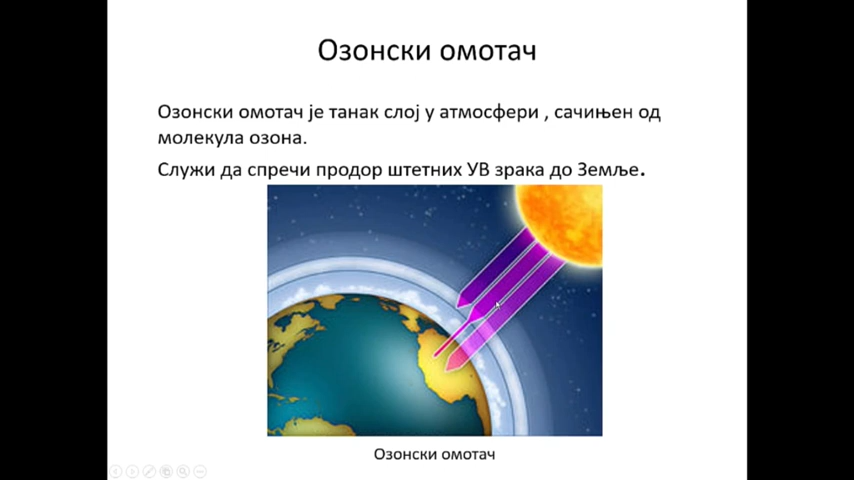 Озонски омотач
Озонски омотач је танак слој у атмосфери , сачињен од
молекула озона.
Служи да спречи продор штетних УВ зрака до Земље.
Озонски омотач